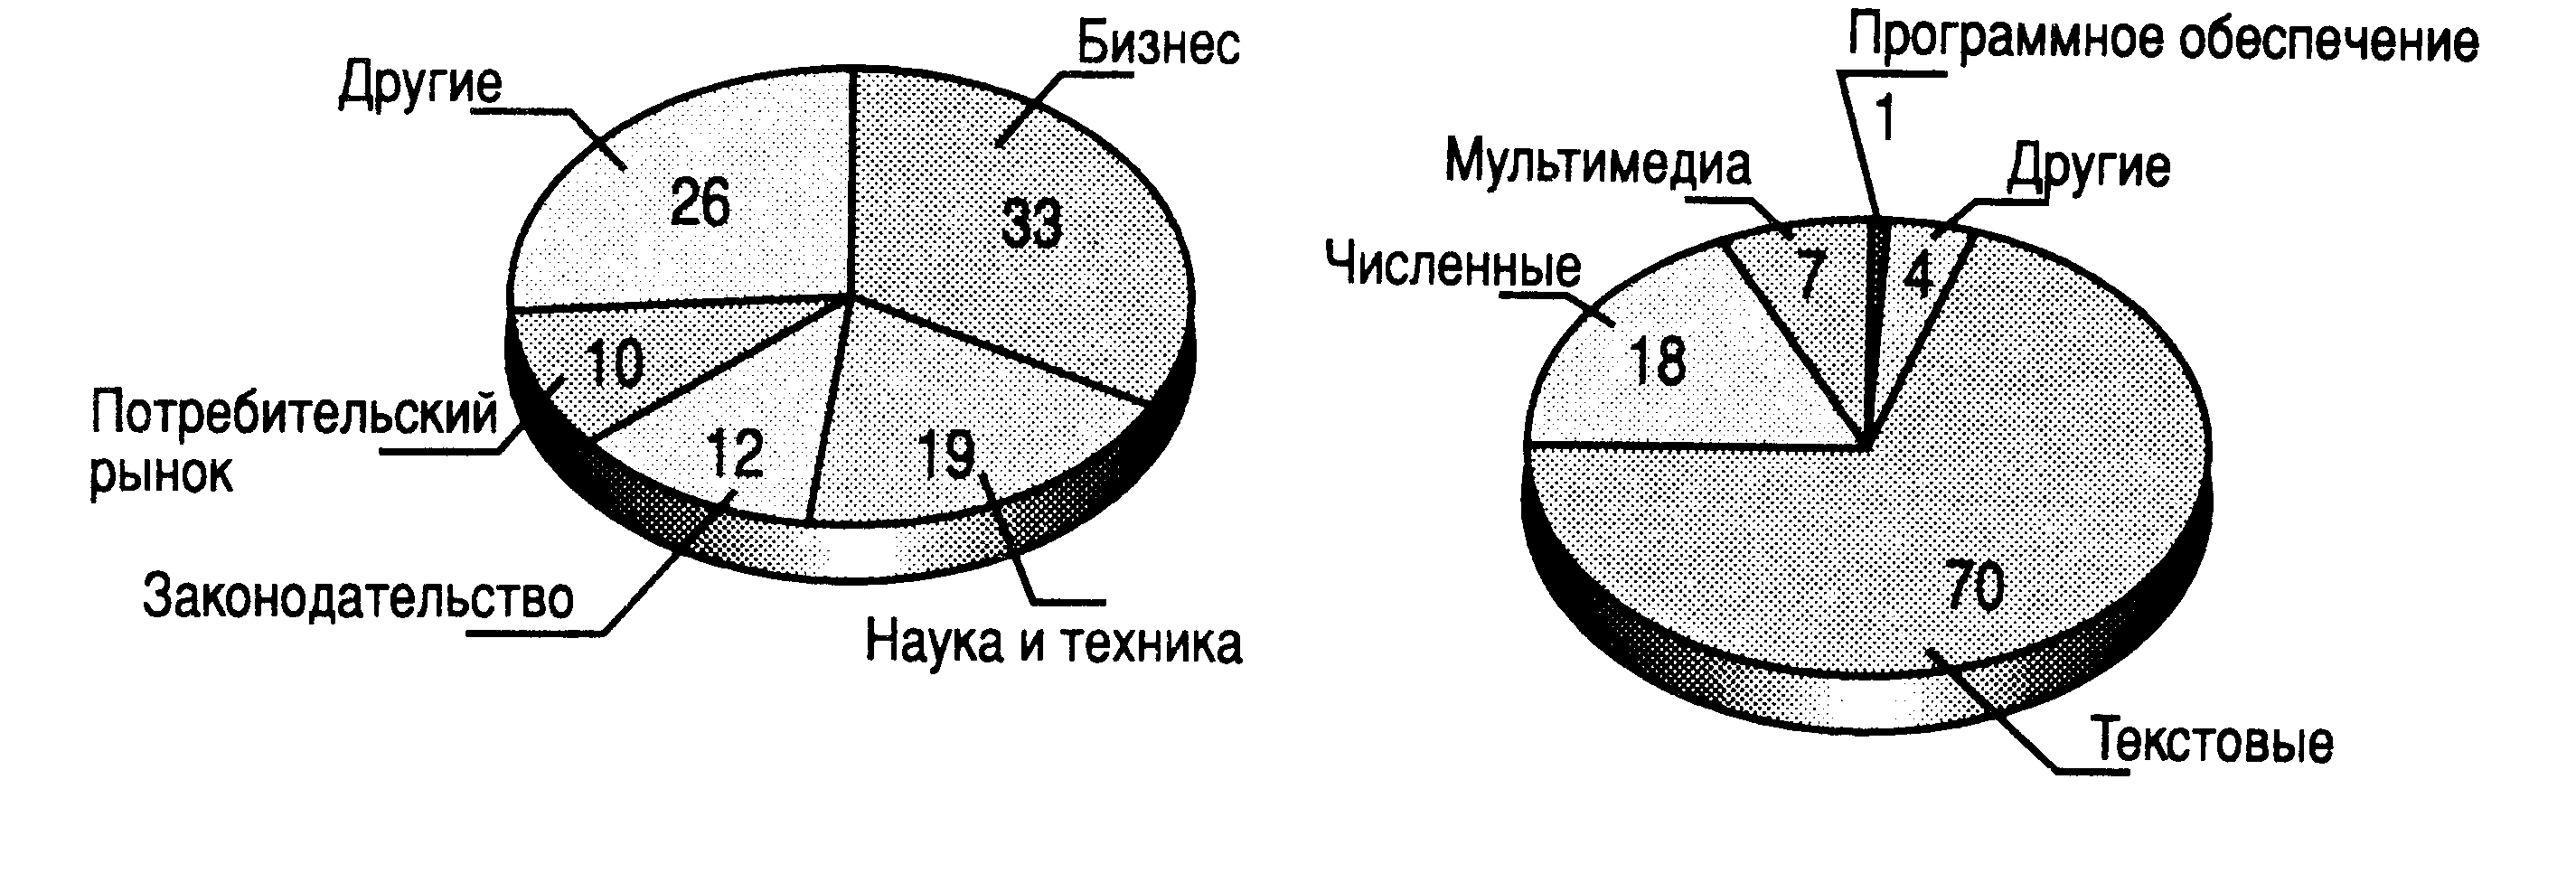 Бизнес
Другие
26
33
10
Потребительский
рынок
12
19
Законодательство
Наука и техника
Программное обеспечение
1
Мультимедиа
Другие
Численные
7
4
18
70
Текстовые